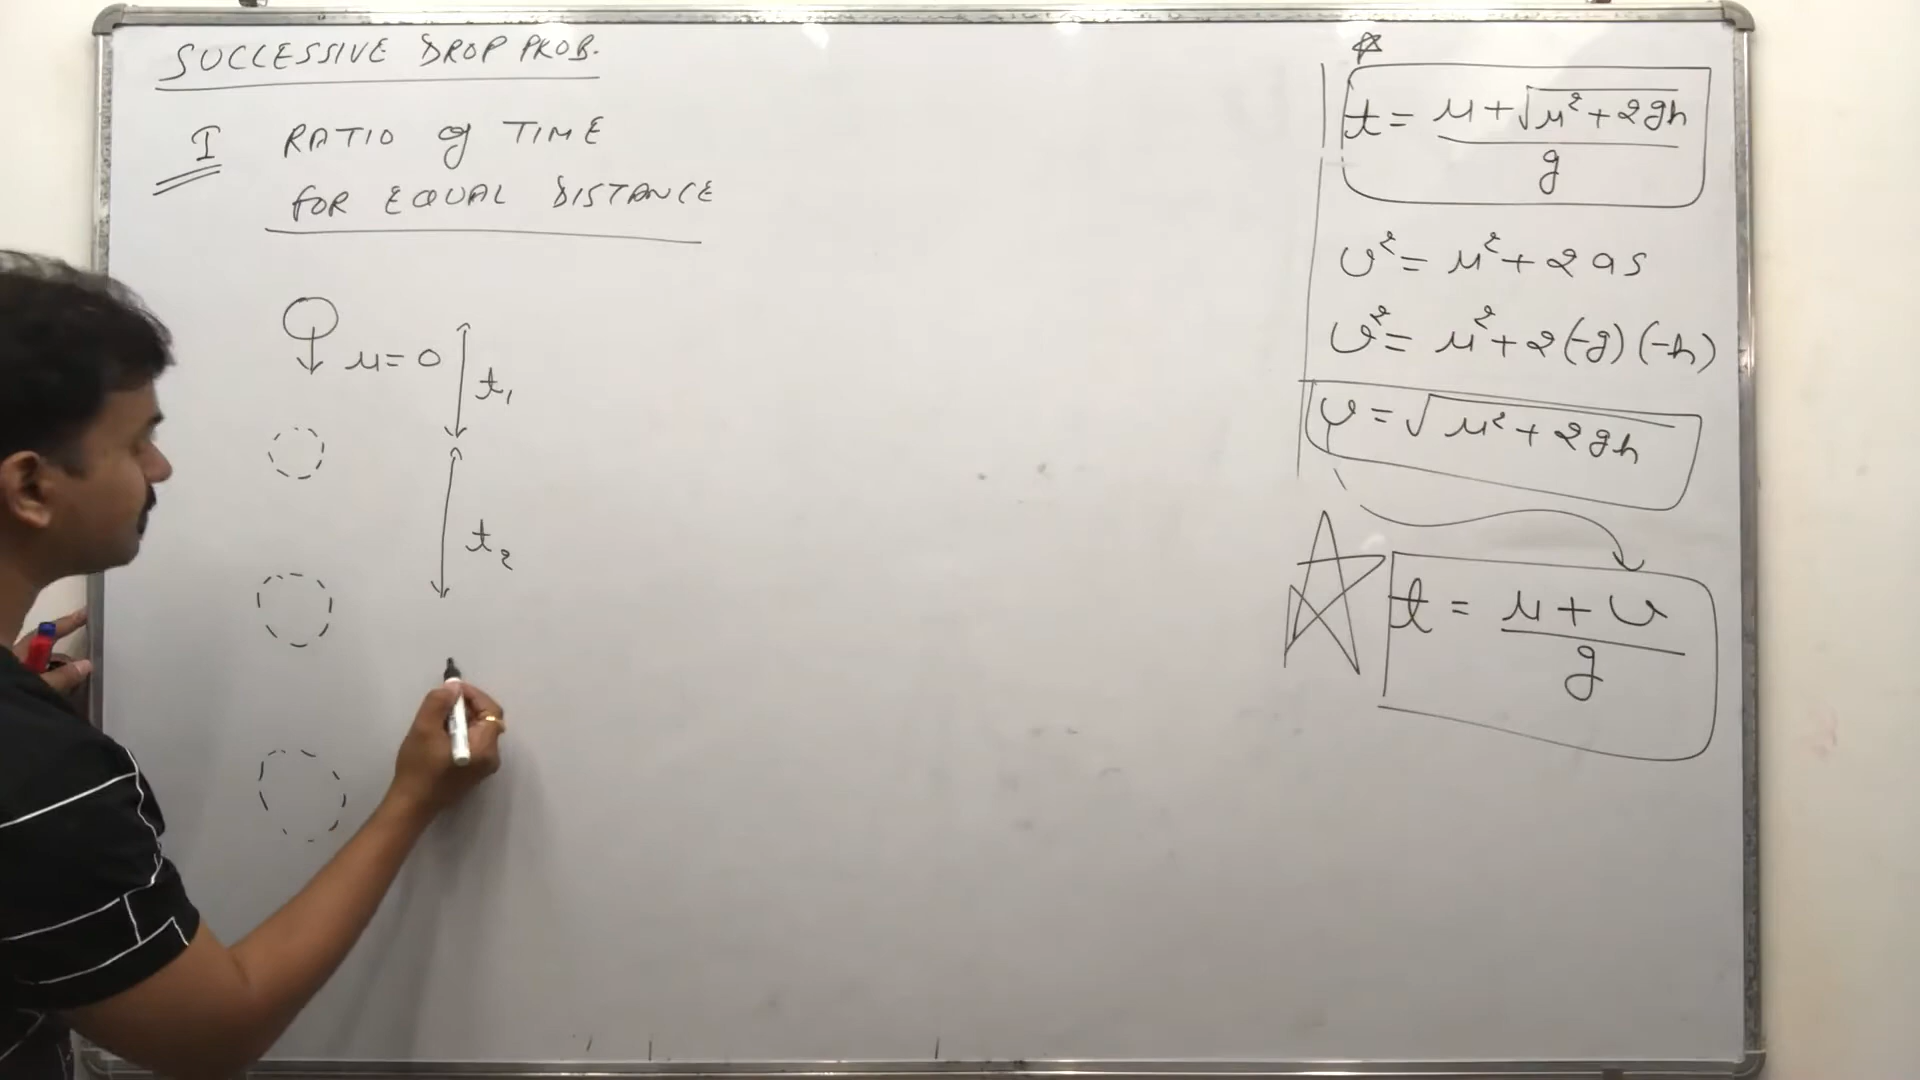 SUCCESSIVE DROP PROB.
I RATIO of TIME
FOR EQUAL DISTANCE
u = 0
t₁
t₂
t = u + √u² + 2gh / g
v² = u² + 2as
v² = u² + 2(-g)(-h)
v = √u² + 2gh
t = u + v / g